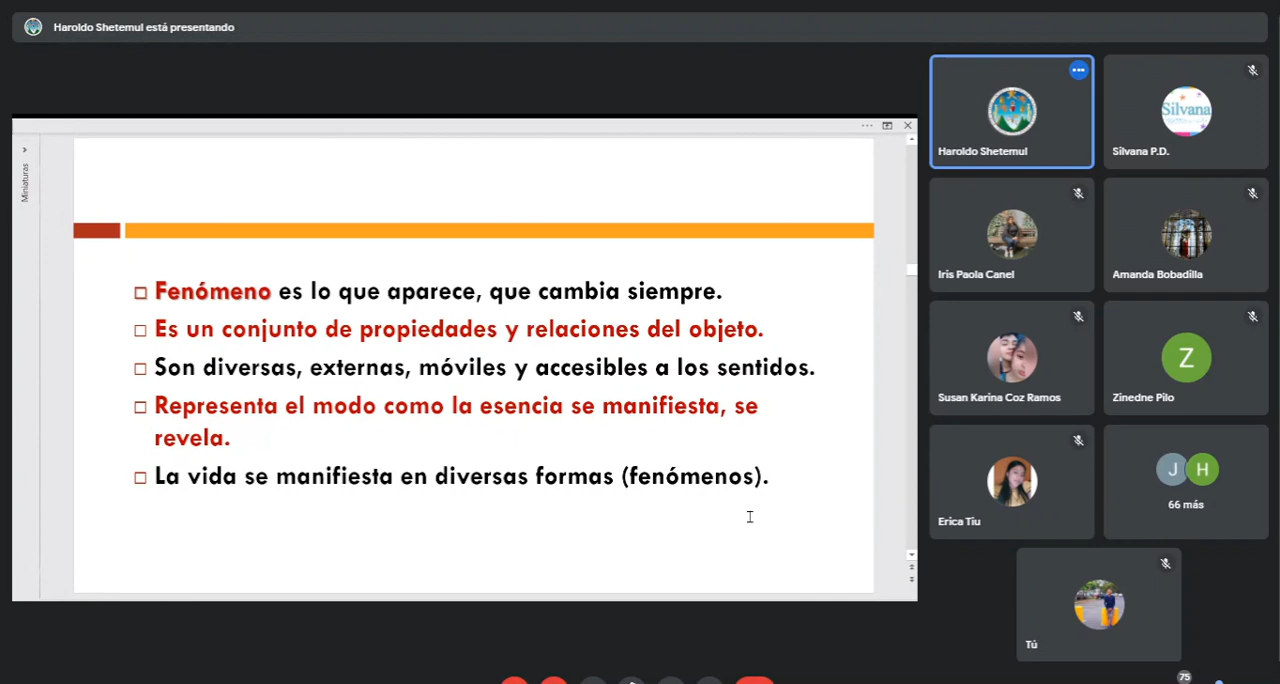 Haroldo Shetemul está presentando
Miniaturas
Fenómeno es lo que aparece, que cambia siempre.
Es un conjunto de propiedades y relaciones del objeto.
Son diversas, externas, móviles y accesibles a los sentidos.
Representa el modo como la esencia se manifiesta, se
revela.
La vida se manifiesta en diversas formas (fenómenos).
Haroldo Shetemul
Silvana
Silvana P.D.
Iris Paola Canel
Amanda Bobadilla
Susan Karina Coz Ramos
Z
Zinedne Pilo
Erica Tiu
J H
66 más
Tú
75